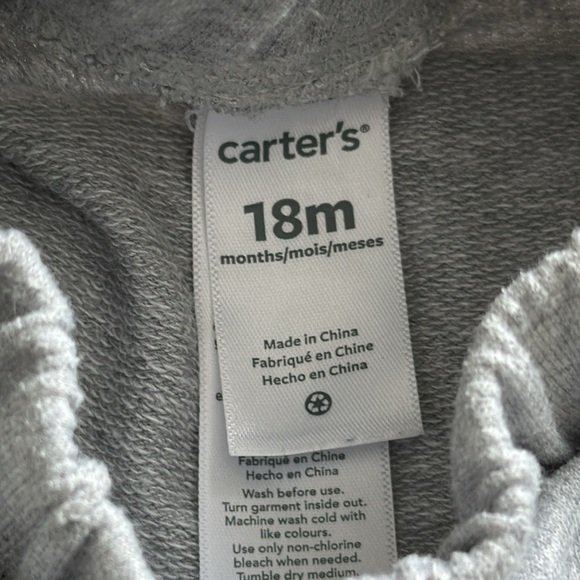 carter's®
18m
months/mois/meses
Made in China
Fabriqué en Chine
Hecho en China
Fabriqué en Chine
Hecho en China
Wash before use.
Turn garment inside out.
Machine wash cold with
like colours.
Use only non-chlorine
bleach when needed.
Tumble dry medium.